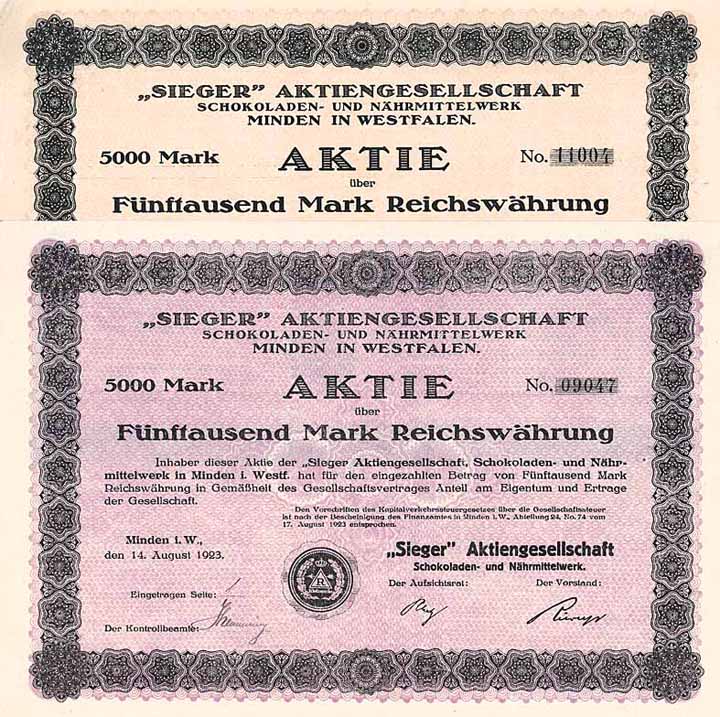 „SIEGER” AKTIENGESELLSCHAFT
SCHOKOLADEN- UND NÄHRMITTELWERK
MINDEN IN WESTFALEN.
5000 Mark AKTIE No. 11004
über
Fünftausend Mark Reichswährung
„SIEGER” AKTIENGESELLSCHAFT
SCHOKOLADEN- UND NÄHRMITTELWERK
MINDEN IN WESTFALEN.
5000 Mark AKTIE No. 09047
über
Fünftausend Mark Reichswährung
Inhaber dieser Aktie der „Sieger Aktiengesellschaft, Schokoladen- und Nähr-
mittelwerk in Minden i. Westf. hat für den eingezahlten Betrag von Fünftausend Mark
Reichswährung in Gemäßheit des Gesellschaftsvertrages Anteil am Eigentum und Ertrage
der Gesellschaft.
Den Vorschriften des Kapitalverkehrsteuergesetzes über die Gesellschaftsteuer
ist nach der Bescheinigung des Finanzamtes in Minden i.W., Abteilung 24, No. 74 vom
17. August 1923 entsprochen.
Minden i. W.,
den 14. August 1923.
„Sieger” Aktiengesellschaft
Schokoladen- und Nährmittelwerk.
Der Aufsichtsrat: Der Vorstand:
Eingetragen Seite:
Der Kontrollbeamte:
R